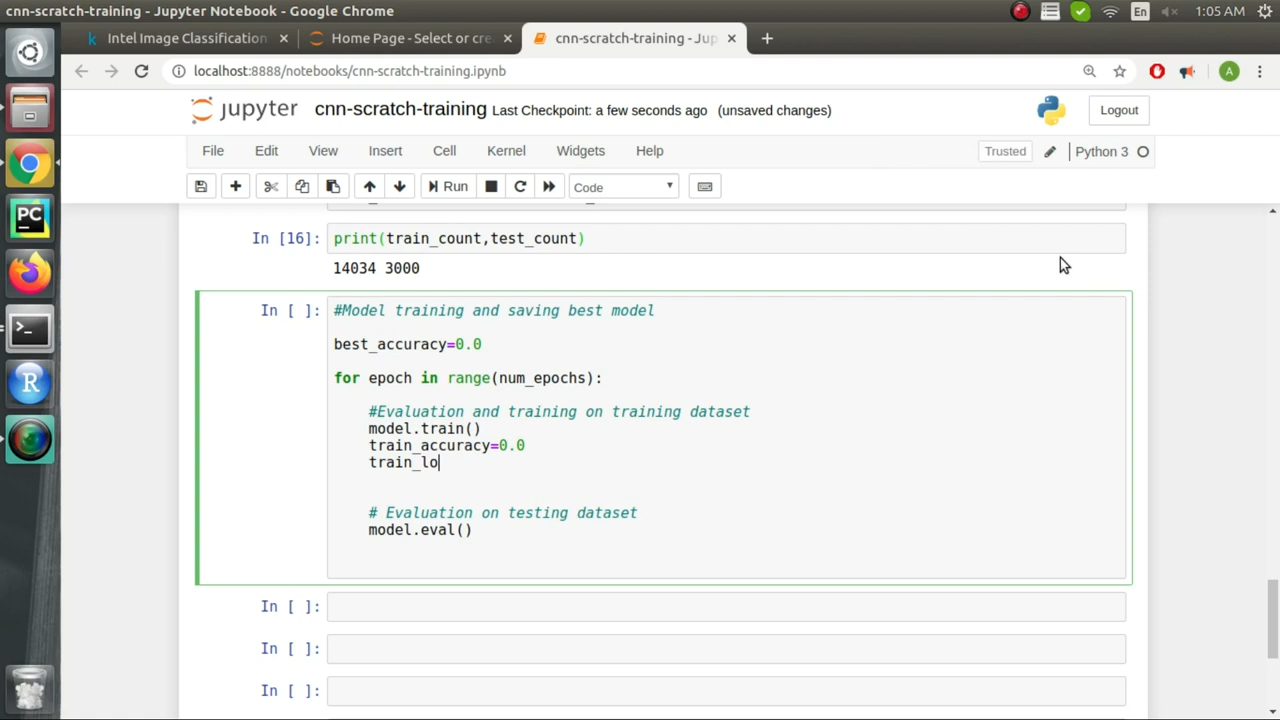 cnn-scratch-training - Jupyter Notebook - Google Chrome
En
1:05 AM
Intel Image Classification
Home Page - Select or cre
cnn-scratch-training - Jup
localhost:8888/notebooks/cnn-scratch-training.ipynb
A
jupyter cnn-scratch-training Last Checkpoint: a few seconds ago (unsaved changes)
Logout
File Edit View Insert Cell Kernel Widgets Help
Trusted
Python 3
Run
Code
In [16]: print(train_count,test_count)
14034 3000
In [ ]: #Model training and saving best model
best_accuracy=0.0
for epoch in range(num_epochs):
#Evaluation and training on training dataset
model.train()
train_accuracy=0.0
train_lo
# Evaluation on testing dataset
model.eval()
In [ ]:
In [ ]:
In [ ]:
PC
R